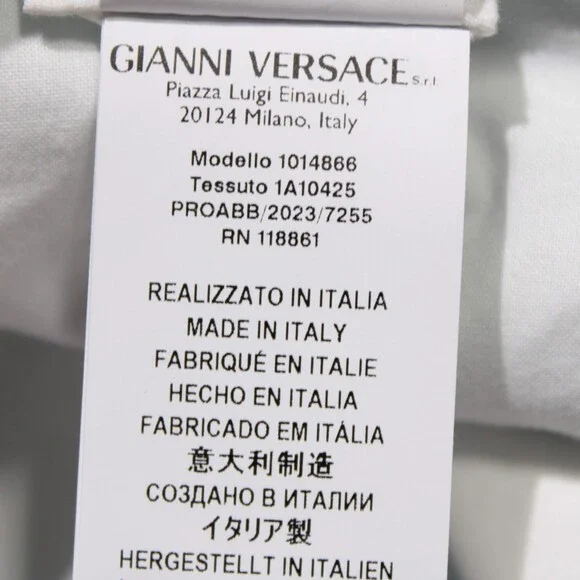 GIANNI VERSACE s.r.l.
Piazza Luigi Einaudi, 4
20124 Milano, Italy
Modello 1014866
Tessuto 1A10425
PROABB/2023/7255
RN 118861
REALIZZATO IN ITALIA
MADE IN ITALY
FABRIQUÉ EN ITALIE
HECHO EN ITALIA
FABRICADO EM ITÁLIA
意大利制造
СОЗДАНО В ИТАЛИИ
イタリア製
HERGESTELLT IN ITALIEN